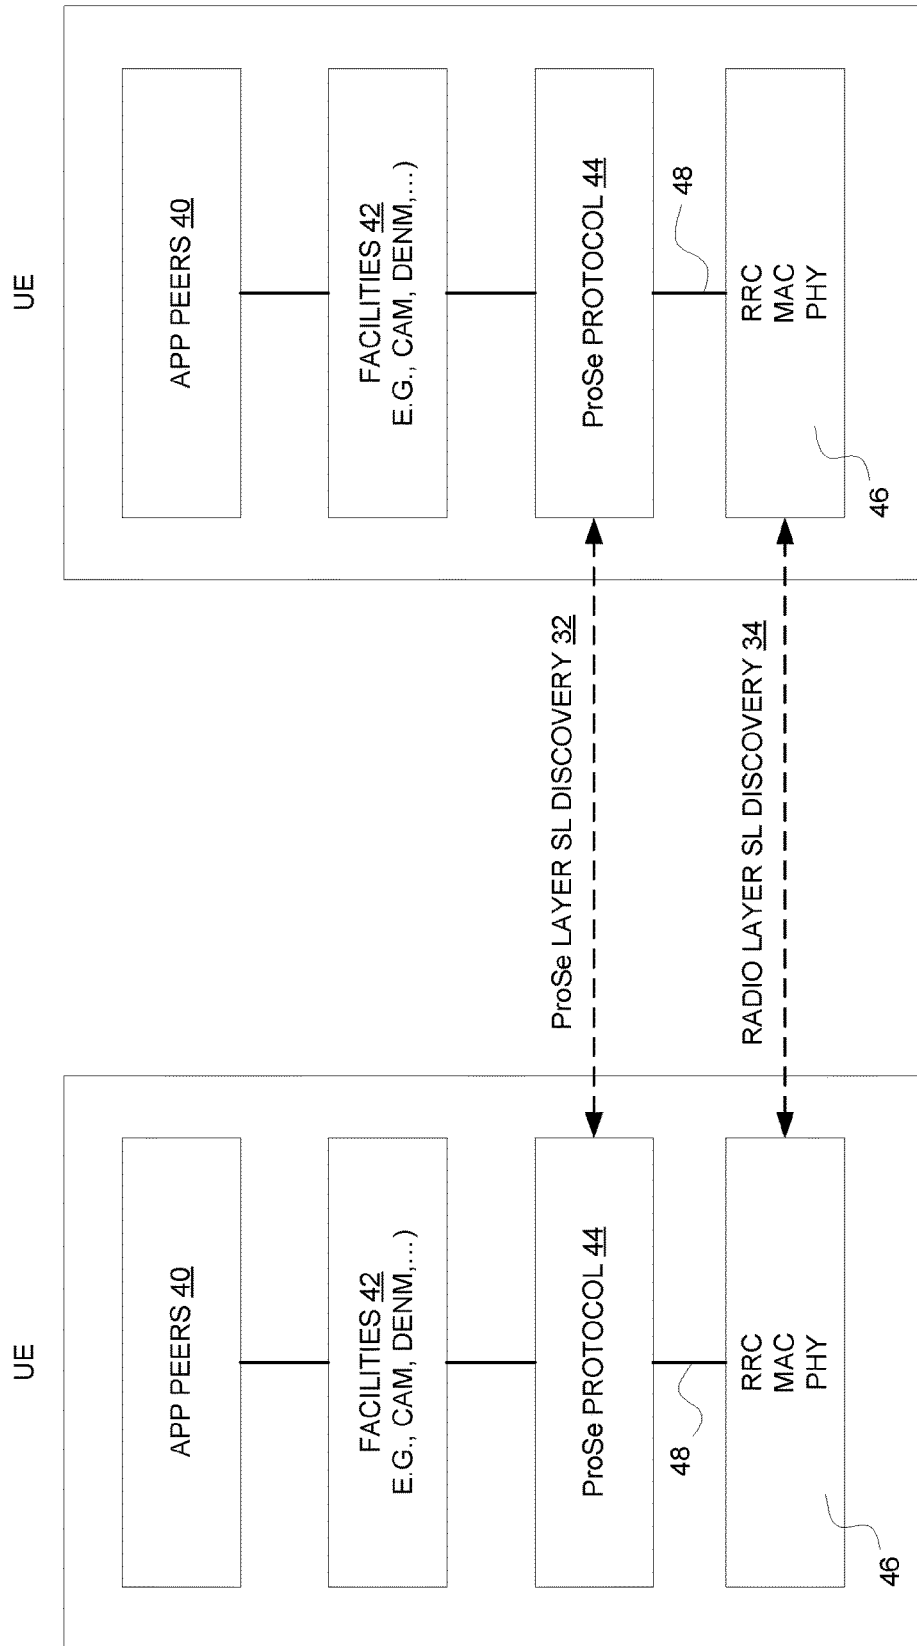 UE
APP PEERS 40
FACILITIES 42
E.G., CAM, DENM,...)
ProSe PROTOCOL 44
48
RRC
MAC
PHY
46
ProSe LAYER SL DISCOVERY 32
RADIO LAYER SL DISCOVERY 34
UE
APP PEERS 40
FACILITIES 42
E.G., CAM, DENM,...)
ProSe PROTOCOL 44
48
RRC
MAC
PHY
46